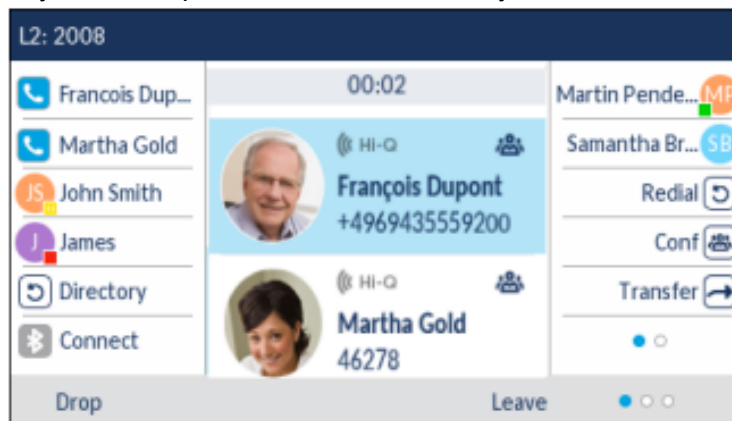 L2: 2008
Francois Dup...
Martha Gold
JS John Smith
J James
Directory
Connect
00:02
Hi-Q
François Dupont
+4969435559200
Hi-Q
Martha Gold
46278
Martin Pende... MP
Samantha Br... SB
Redial
Conf
Transfer
Drop
Leave